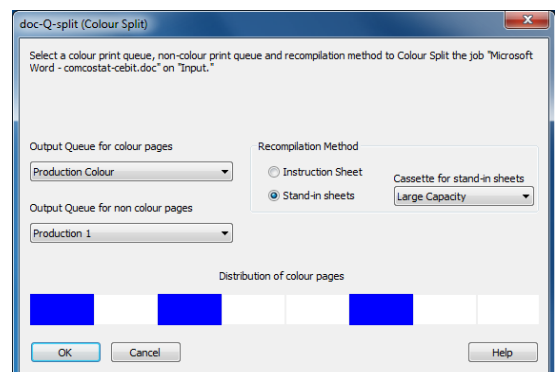 doc-Q-split (Colour Split)
Select a colour print queue, non-colour print queue and recompilation method to Colour Split the job "Microsoft
Word - comcostat-cebit.doc" on "Input."
Output Queue for colour pages
Production Colour
Output Queue for non colour pages
Production 1
Recompilation Method
Instruction Sheet
Stand-in sheets
Cassette for stand-in sheets
Large Capacity
Distribution of colour pages
OK
Cancel
Help